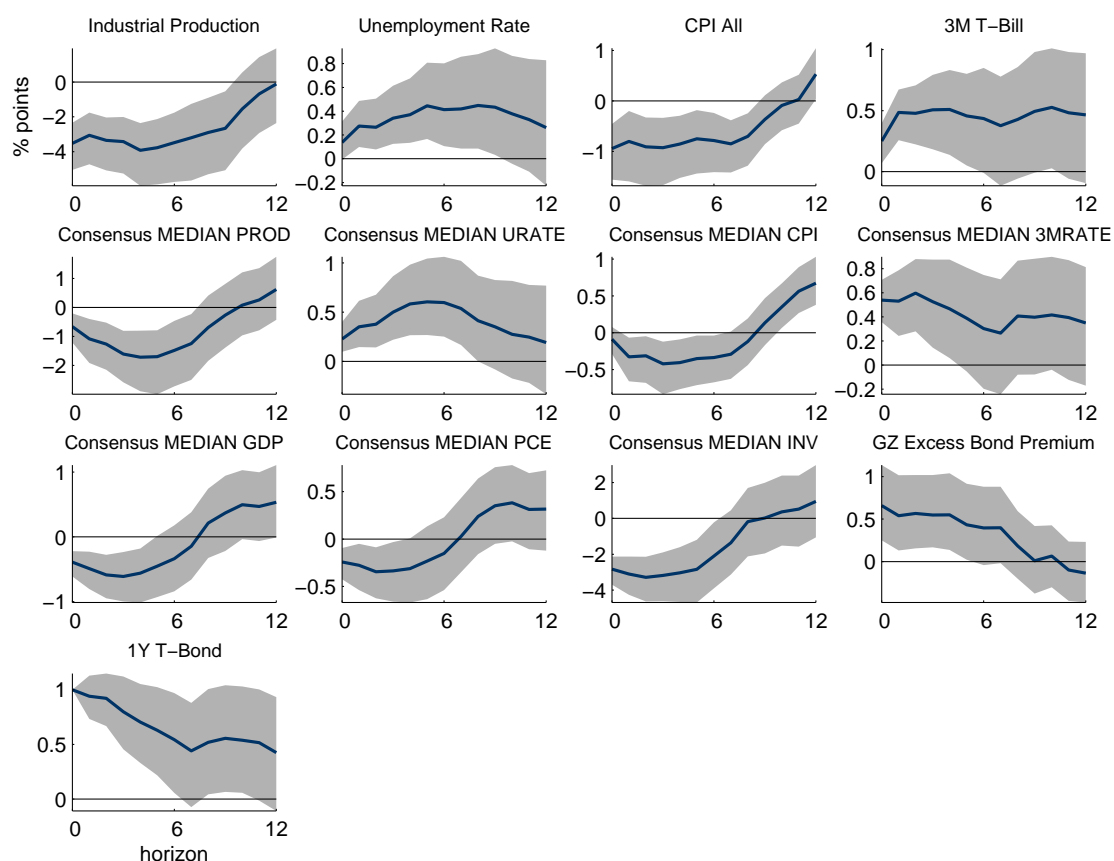 Industrial Production
Unemployment Rate
CPI All
3M T−Bill
% points
0
−2
−4
0 6 12
0.8
0.6
0.4
0.2
0
−0.2
0 6 12
1
0
−1
0 6 12
1
0.5
0
0 6 12
Consensus MEDIAN PROD
Consensus MEDIAN URATE
Consensus MEDIAN CPI
Consensus MEDIAN 3MRATE
1
0
−1
−2
0 6 12
1
0.5
0
0 6 12
1
0.5
0
−0.5
0 6 12
0.8
0.6
0.4
0.2
0
−0.2
0 6 12
Consensus MEDIAN GDP
Consensus MEDIAN PCE
Consensus MEDIAN INV
GZ Excess Bond Premium
1
0
−1
0 6 12
0.5
0
−0.5
0 6 12
2
0
−2
−4
0 6 12
1
0.5
0
0 6 12
1Y T−Bond
1
0.5
0
0 6 12
horizon